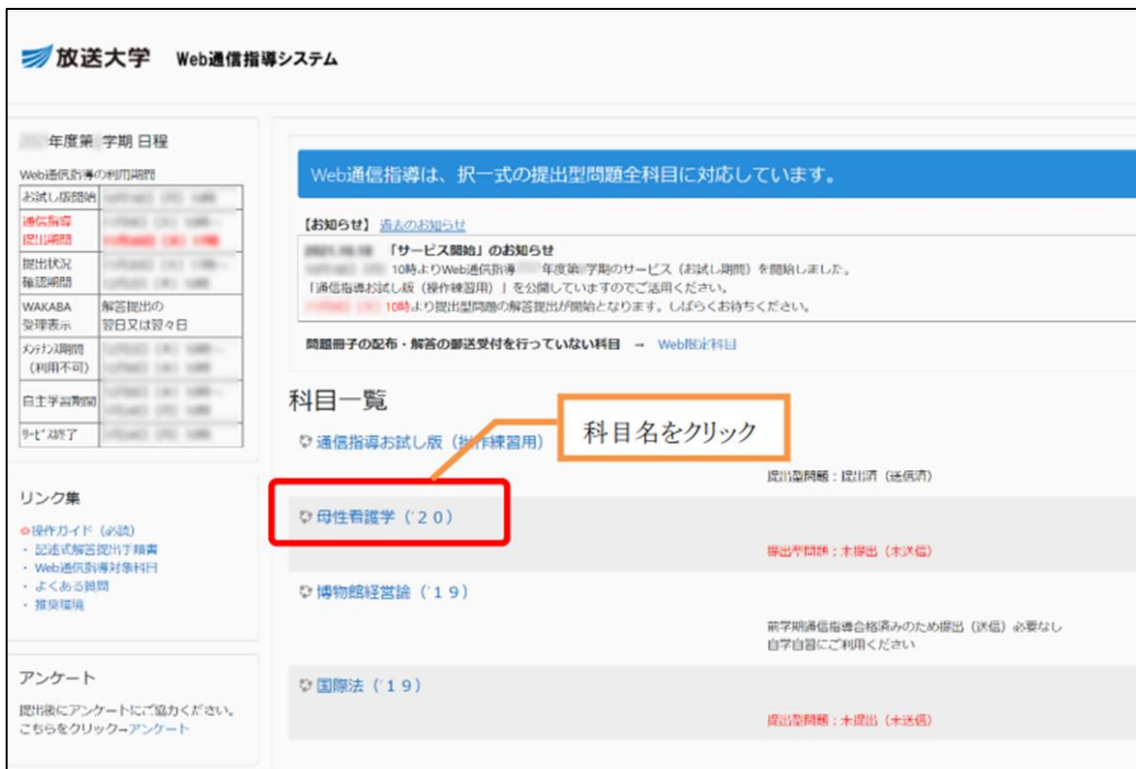 放送大学 Web通信指導システム
年度第 学期 日程
Web通信指導の利用期間
お試し版開始
通信指導
提出期間
提出状況
確認期間
WAKABA 解答提出の
受理表示 翌日又は翌々日
メンテナンス期間
(利用不可)
自主学習期間
サービス終了
リンク集
操作ガイド(必読)
・ 記述式解答提出手順書
・ Web通信指導対象科目
・ よくある質問
・ 推奨環境
アンケート
提出後にアンケートにご協力ください。
こちらをクリック→アンケート
Web通信指導は、択一式の提出型問題全科目に対応しています。
【お知らせ】 過去のお知らせ
「サービス開始」のお知らせ
10時よりWeb通信指導 年度第 学期のサービス(お試し期間)を開始しました。
「通信指導お試し版(操作練習用)」を公開していますのでご活用ください。
10時より提出型問題の解答提出が開始となります。しばらくお待ちください。
問題冊子の配布・解答の郵送受付を行っていない科目 → Web限定科目
科目一覧
科目名をクリック
通信指導お試し版(操作練習用)
提出型問題:提出済(送信済)
母性看護学('20)
提出型問題:未提出(未送信)
博物館経営論('19)
前学期通信指導合格済みのため提出(送信)必要なし
自学自習にご利用ください
国際法('19)
提出型問題:未提出(未送信)